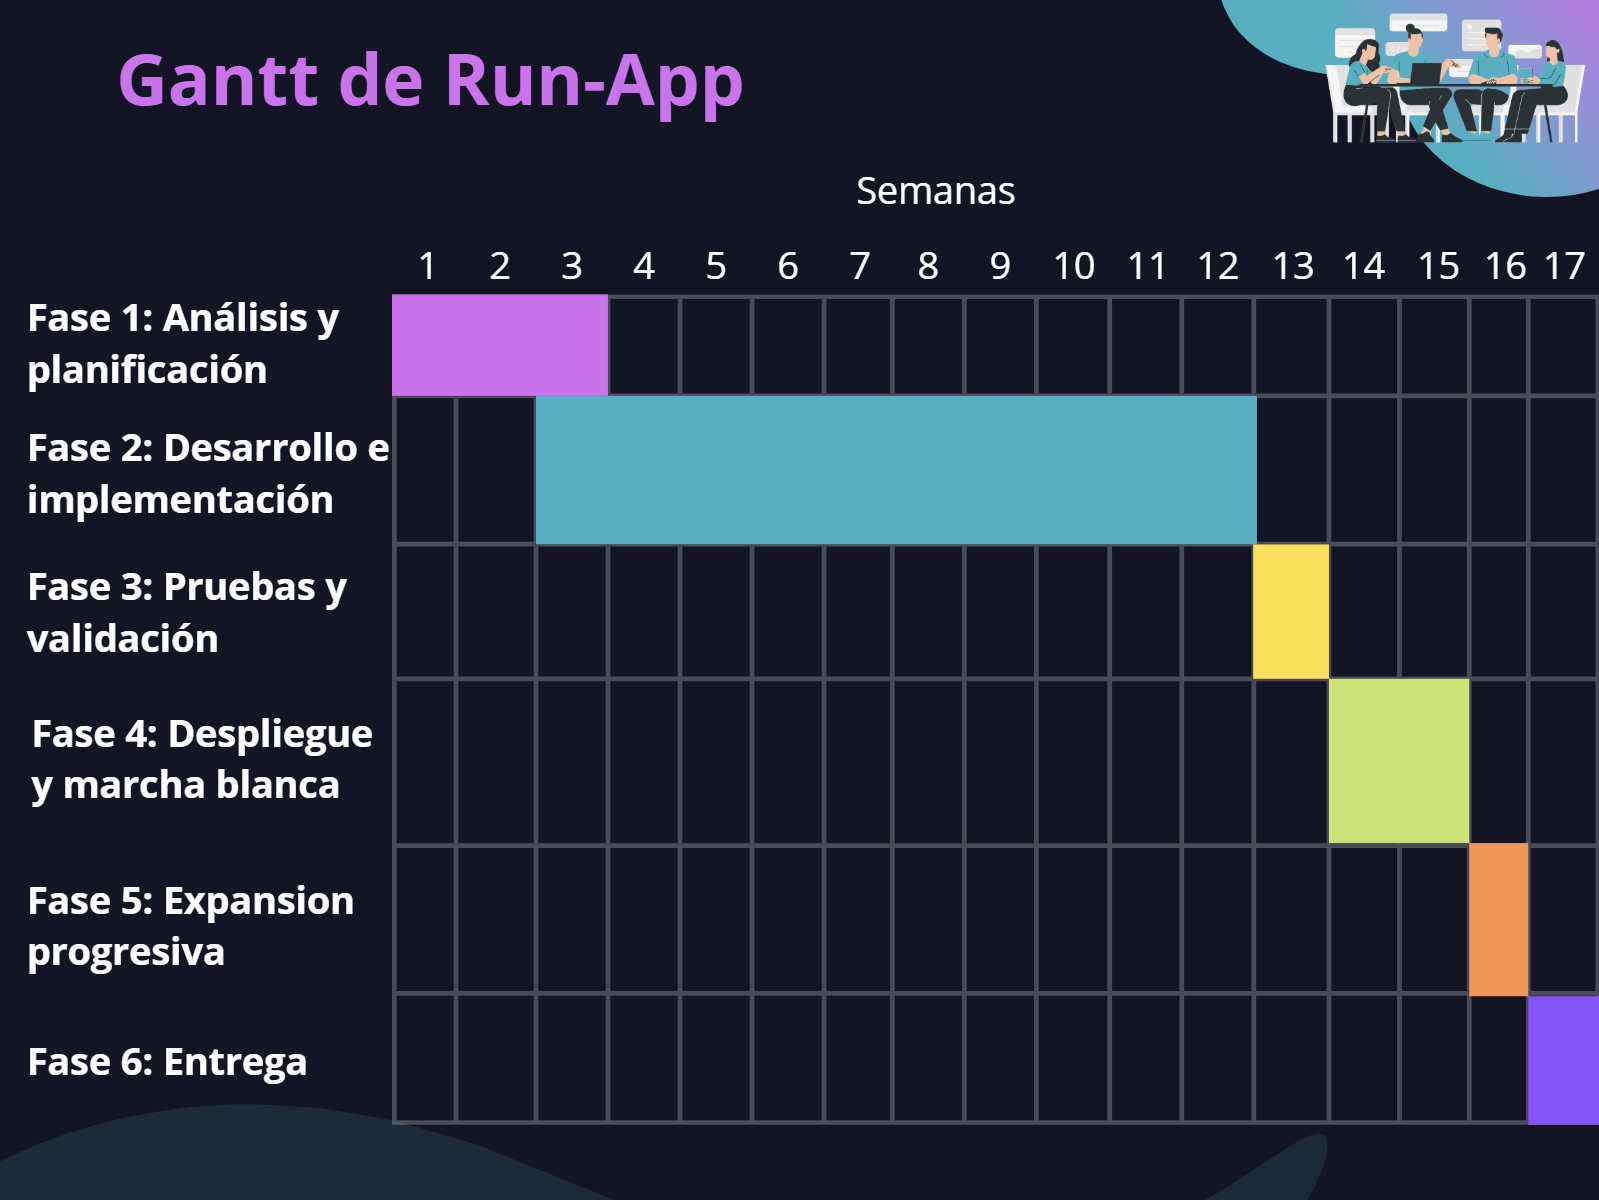 Gantt de Run-App
Semanas
1 2 3 4 5 6 7 8 9 10 11 12 13 14 15 16 17
Fase 1: Análisis y
planificación
Fase 2: Desarrollo e
implementación
Fase 3: Pruebas y
validación
Fase 4: Despliegue
y marcha blanca
Fase 5: Expansion
progresiva
Fase 6: Entrega